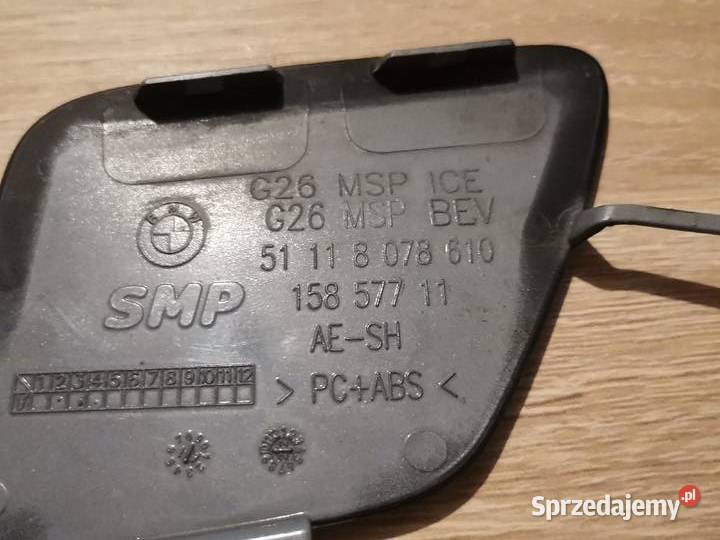 G26 MSP ICE
G26 MSP BEV
BMW
51 11 8 078 610
SMP
158 577 11
AE-SH
1 2 3 4 5 6 7 8 9 10 11 12
> PC+ABS <
Sprzedajemy.pl